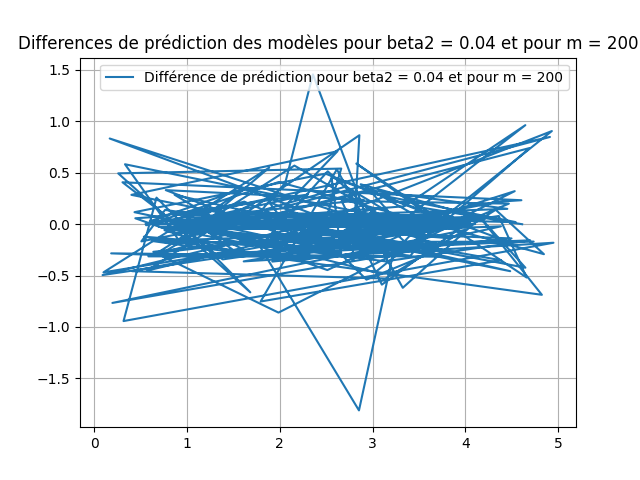 Differences de prédiction des modèles pour beta2 = 0.04 et pour m = 200
Différence de prédiction pour beta2 = 0.04 et pour m = 200
1.5
1.0
0.5
0.0
−0.5
−1.0
−1.5
0 1 2 3 4 5